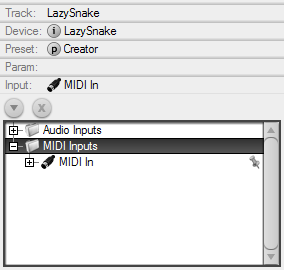 Track: LazySnake
Device: i LazySnake
Preset: p Creator
Param:
Input: MIDI In
Audio Inputs
MIDI Inputs
MIDI In